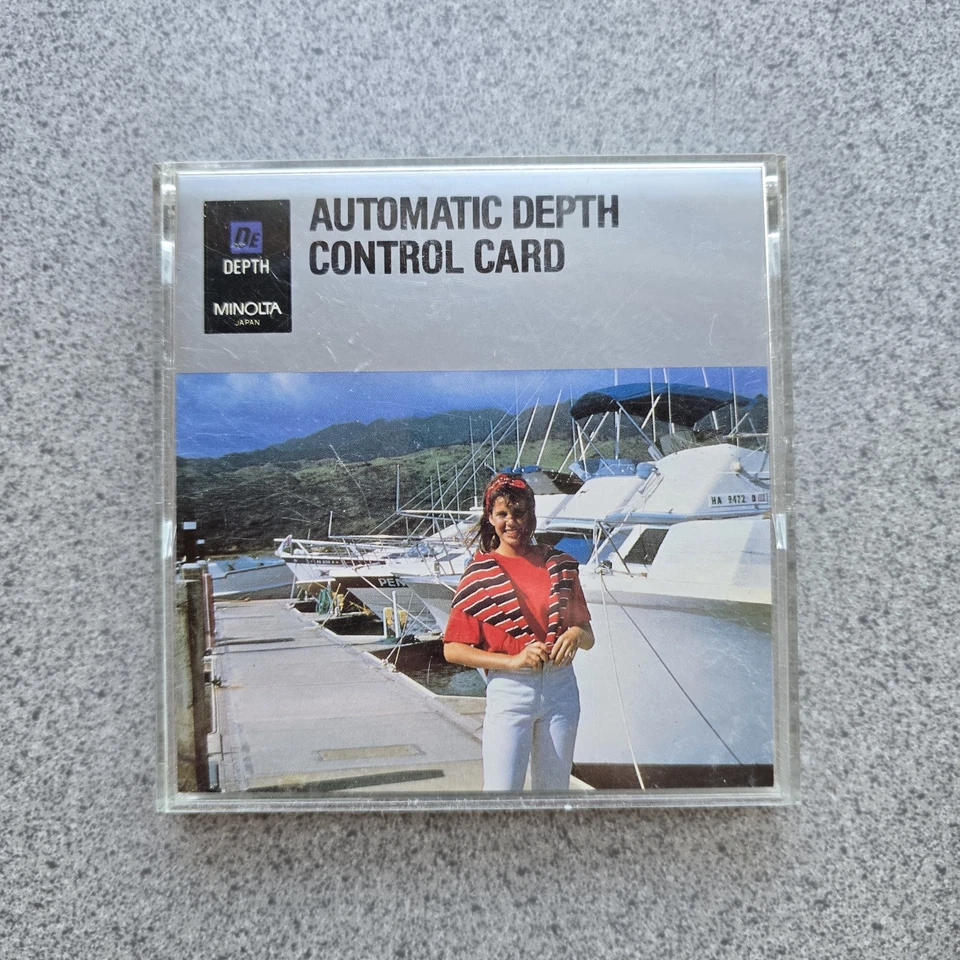 AUTOMATIC DEPTH
CONTROL CARD
DE
DEPTH
MINOLTA
JAPAN
HA 9472 D